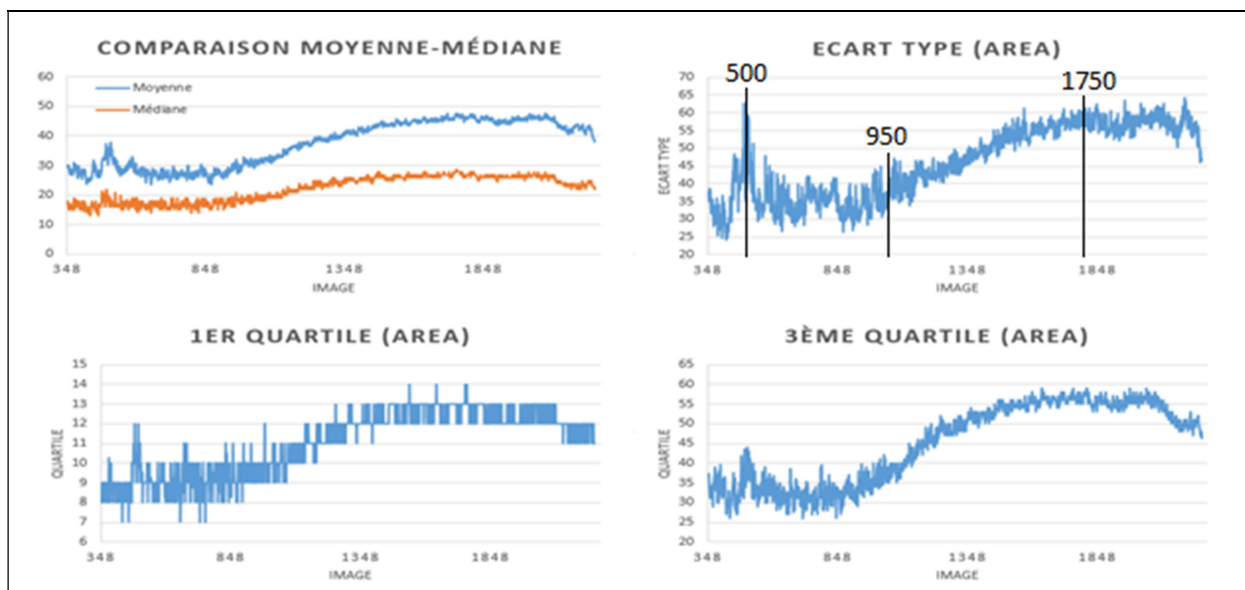 COMPARAISON MOYENNE-MÉDIANE
60
50
40
30
20
10
0
Moyenne
Médiane
348 848 1348 1848
IMAGE
ECART TYPE (AREA)
500
950
1750
70
65
60
55
50
45
40
35
30
25
20
ECART TYPE
348 848 1348 1848
IMAGE
1ER QUARTILE (AREA)
15
14
13
12
11
10
9
8
7
6
QUARTILE
348 848 1348 1848
IMAGE
3ÈME QUARTILE (AREA)
65
60
55
50
45
40
35
30
25
20
QUARTILE
348 848 1348 1848
IMAGE